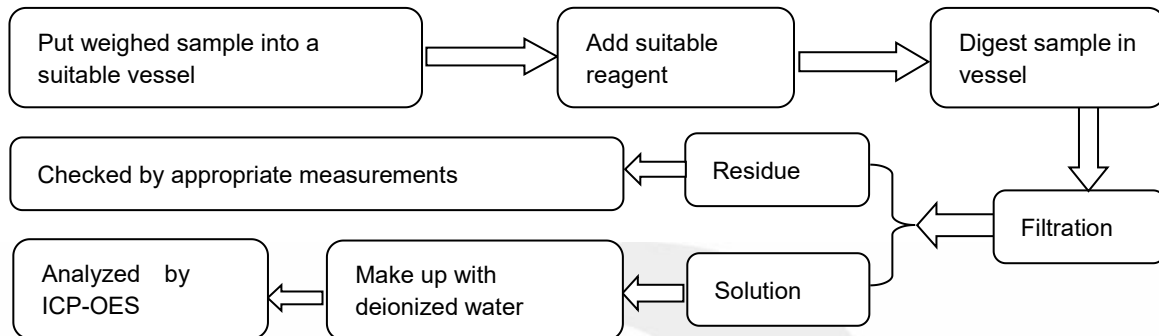 Put weighed sample into a
suitable vessel
Add suitable
reagent
Digest sample in
vessel
Filtration
Residue
Checked by appropriate measurements
Solution
Make up with
deionized water
Analyzed by
ICP-OES